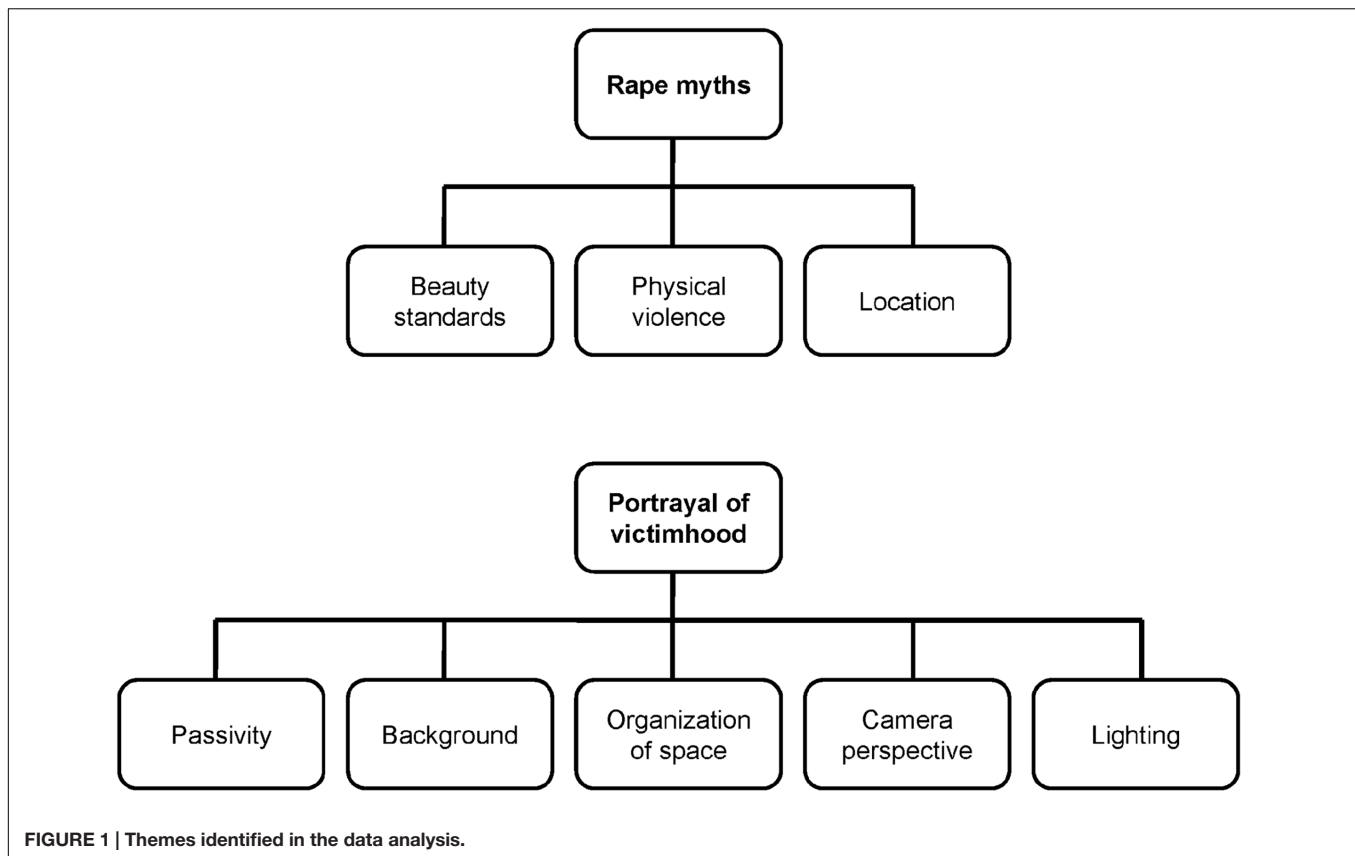 Rape myths
Beauty
standards
Physical
violence
Location
Portrayal of
victimhood
Passivity
Background
Organization
of space
Camera
perspective
Lighting
FIGURE 1 | Themes identified in the data analysis.